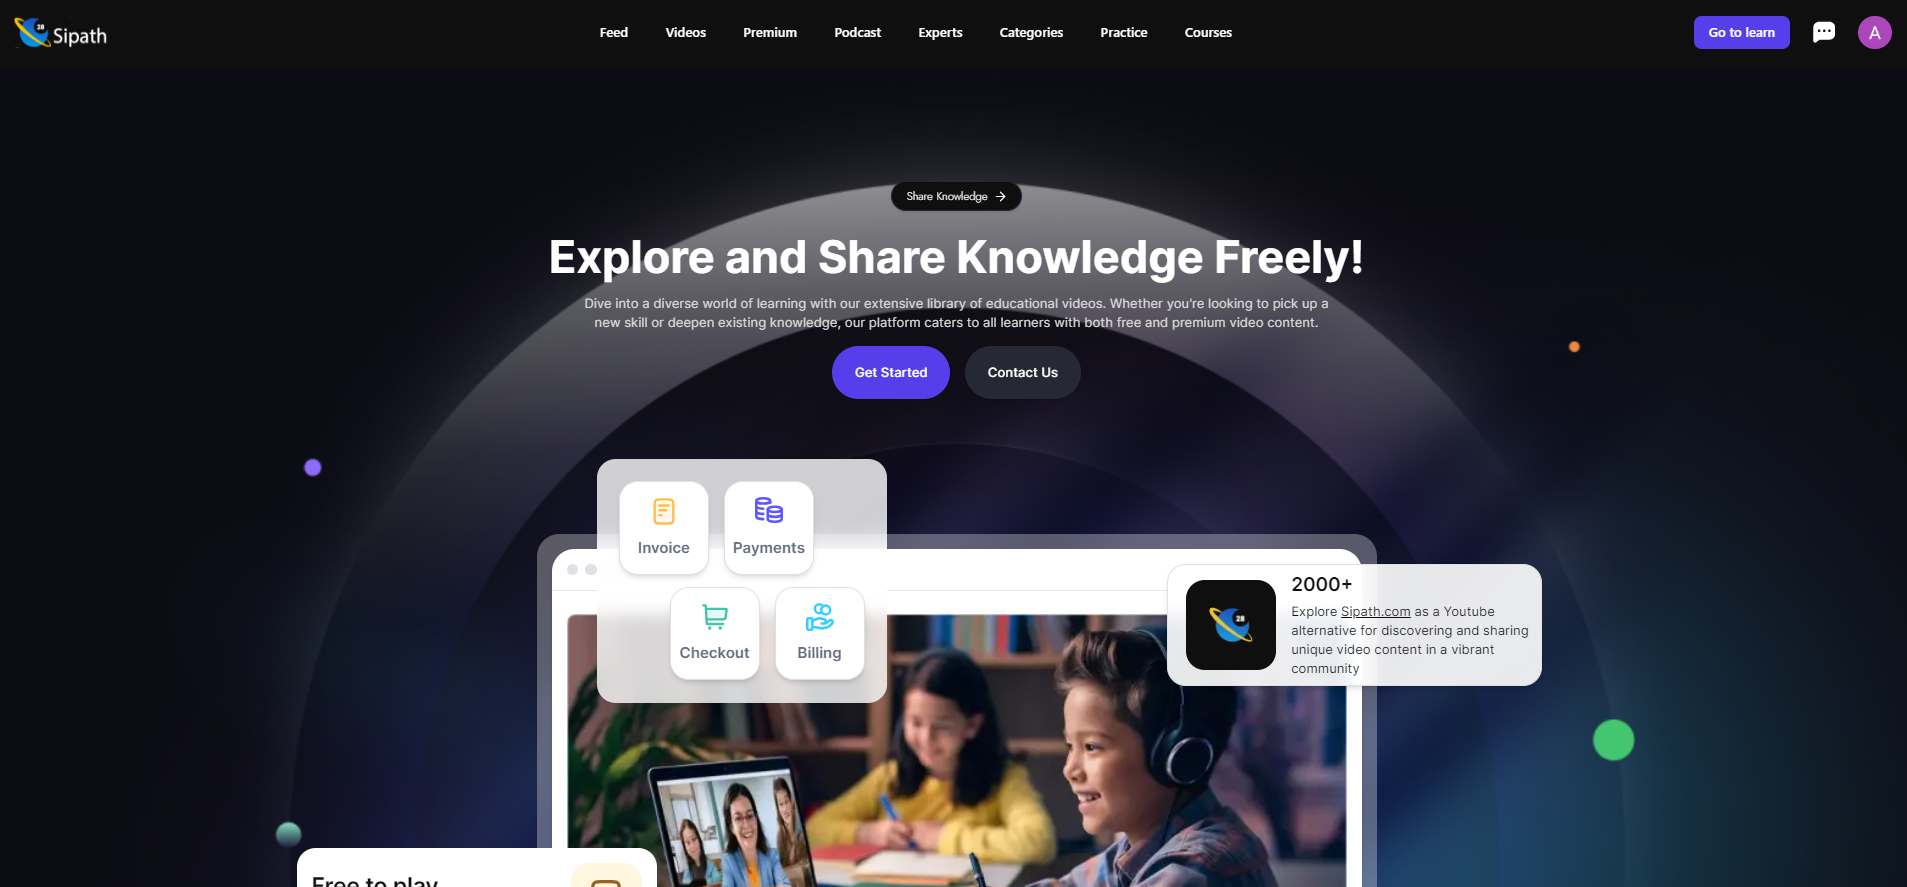 28
Sipath
Feed
Videos
Premium
Podcast
Experts
Categories
Practice
Courses
Go to learn
A
Share Knowledge
Explore and Share Knowledge Freely!
Dive into a diverse world of learning with our extensive library of educational videos. Whether you're looking to pick up a
new skill or deepen existing knowledge, our platform caters to all learners with both free and premium video content.
Get Started
Contact Us
Invoice
Payments
Checkout
Billing
28
2000+
Explore Sipath.com as a Youtube
alternative for discovering and sharing
unique video content in a vibrant
community
Free to play